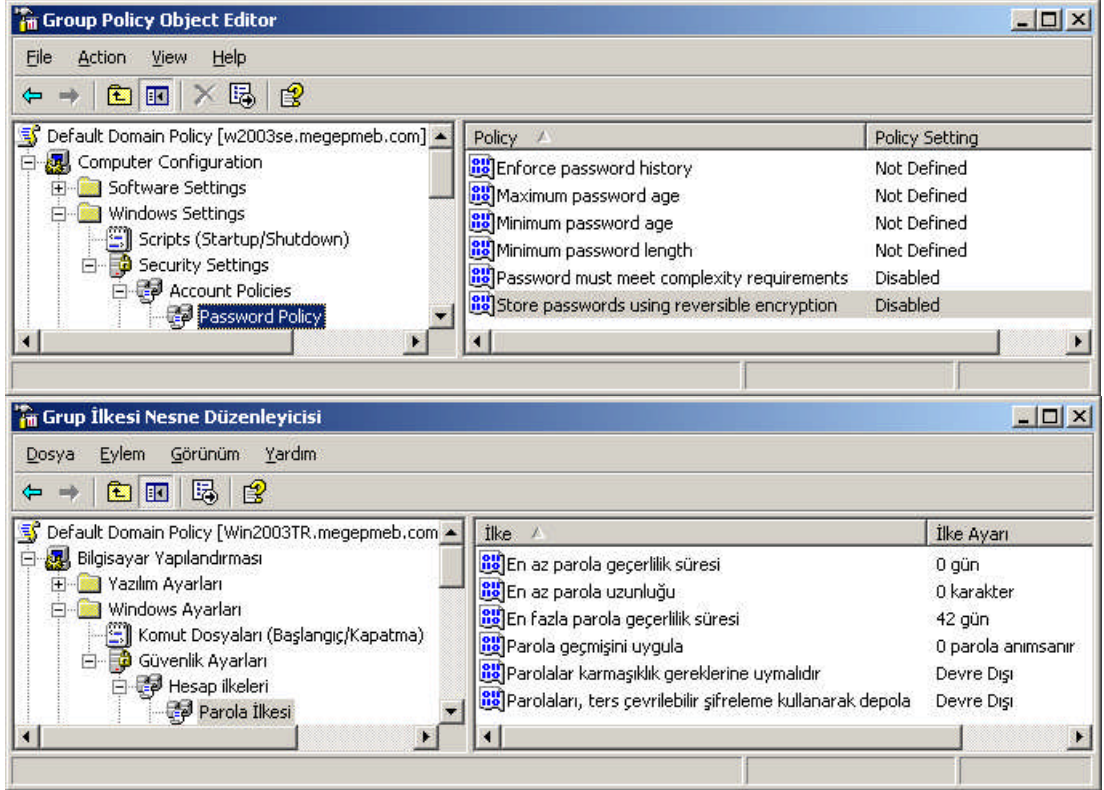 Group Policy Object Editor
File Action View Help
Default Domain Policy [w2003se.megepmeb.com]
Computer Configuration
Software Settings
Windows Settings
Scripts (Startup/Shutdown)
Security Settings
Account Policies
Password Policy
Policy Policy Setting
Enforce password history Not Defined
Maximum password age Not Defined
Minimum password age Not Defined
Minimum password length Not Defined
Password must meet complexity requirements Disabled
Store passwords using reversible encryption Disabled
Grup İlkesi Nesne Düzenleyicisi
Dosya Eylem Görünüm Yardım
Default Domain Policy [Win2003TR.megepmeb.com
Bilgisayar Yapılandırması
Yazılım Ayarları
Windows Ayarları
Komut Dosyaları (Başlangıç/Kapatma)
Güvenlik Ayarları
Hesap ilkeleri
Parola İlkesi
İlke İlke Ayarı
En az parola geçerlilik süresi 0 gün
En az parola uzunluğu 0 karakter
En fazla parola geçerlilik süresi 42 gün
Parola geçmişini uygula 0 parola anımsanır
Parolalar karmaşıklık gereklerine uymalıdır Devre Dışı
Parolaları, ters çevrilebilir şifreleme kullanarak depola Devre Dışı